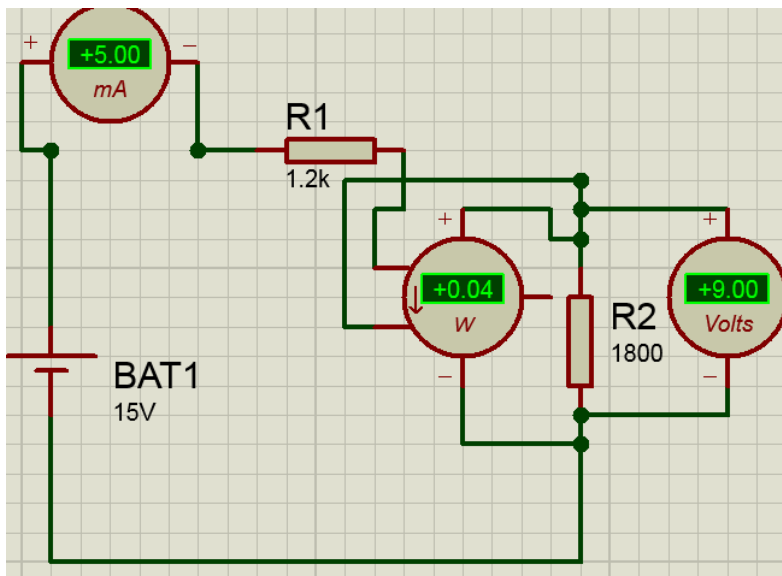 + +5.00 −
mA
R1
1.2k
+ +
+0.04 +9.00
W Volts
R2
1800
− −
BAT1
15V